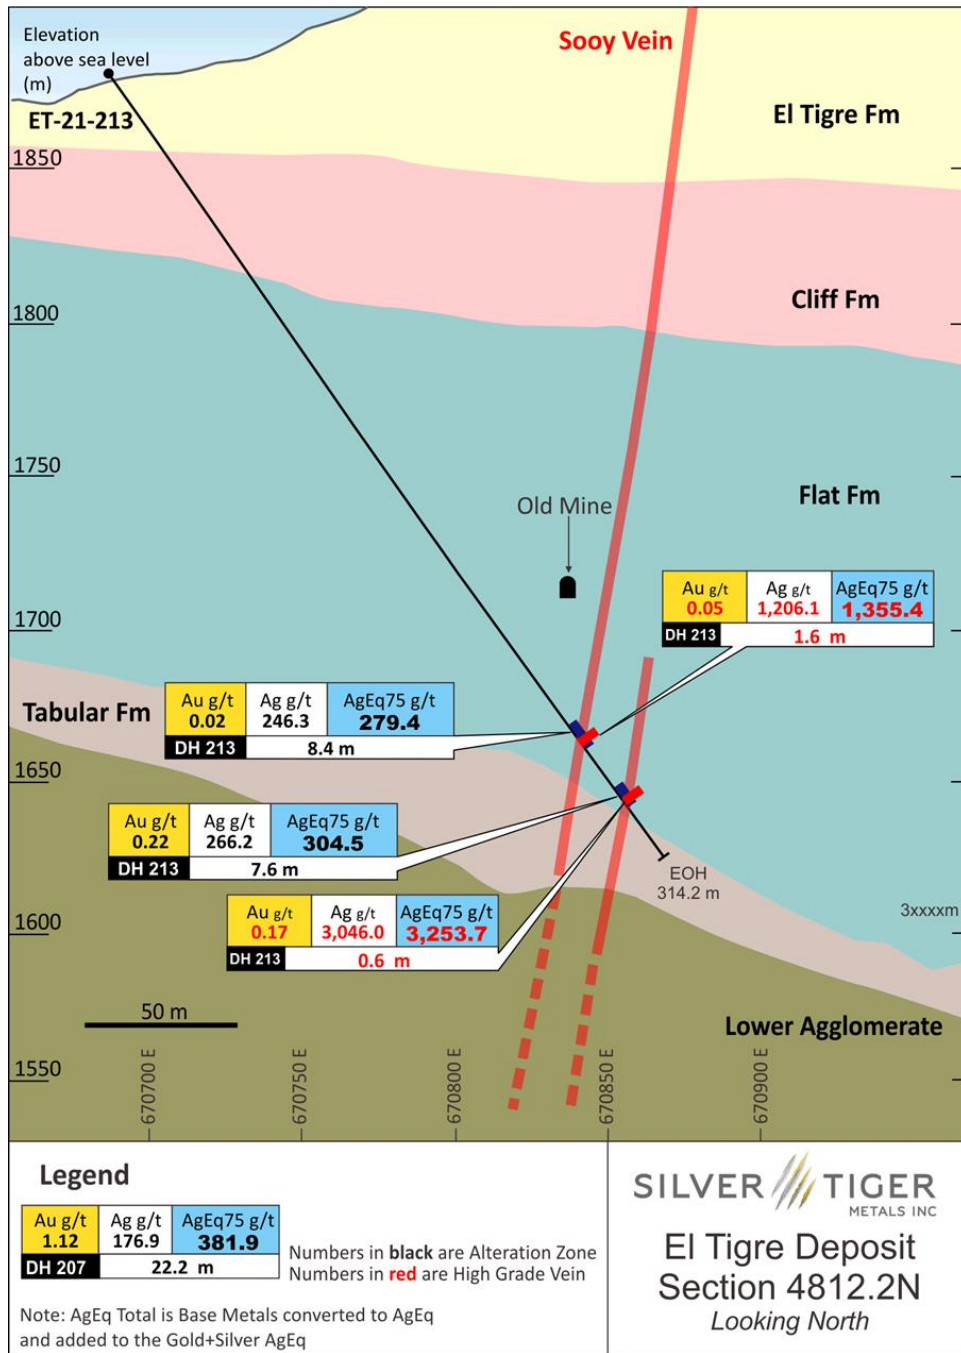 Elevation
above sea level
(m)
ET-21-213
Sooy Vein
El Tigre Fm
1850
Cliff Fm
1800
1750
Flat Fm
Old Mine
Au g/t Ag g/t AgEq75 g/t
0.05 1,206.1 1,355.4
DH 213 1.6 m
1700
Tabular Fm
Au g/t Ag g/t AgEq75 g/t
0.02 246.3 279.4
DH 213 8.4 m
1650
Au g/t Ag g/t AgEq75 g/t
0.22 266.2 304.5
DH 213 7.6 m
EOH
314.2 m
Au g/t Ag g/t AgEq75 g/t
0.17 3,046.0 3,253.7
DH 213 0.6 m
1600
3xxxxm
50 m
Lower Agglomerate
1550
670700 E
670750 E
670800 E
670850 E
670900 E
Legend
Au g/t Ag g/t AgEq75 g/t
1.12 176.9 381.9
DH 207 22.2 m
Numbers in black are Alteration Zone
Numbers in red are High Grade Vein
Note: AgEq Total is Base Metals converted to AgEq
and added to the Gold+Silver AgEq
SILVER TIGER
METALS INC
El Tigre Deposit
Section 4812.2N
Looking North